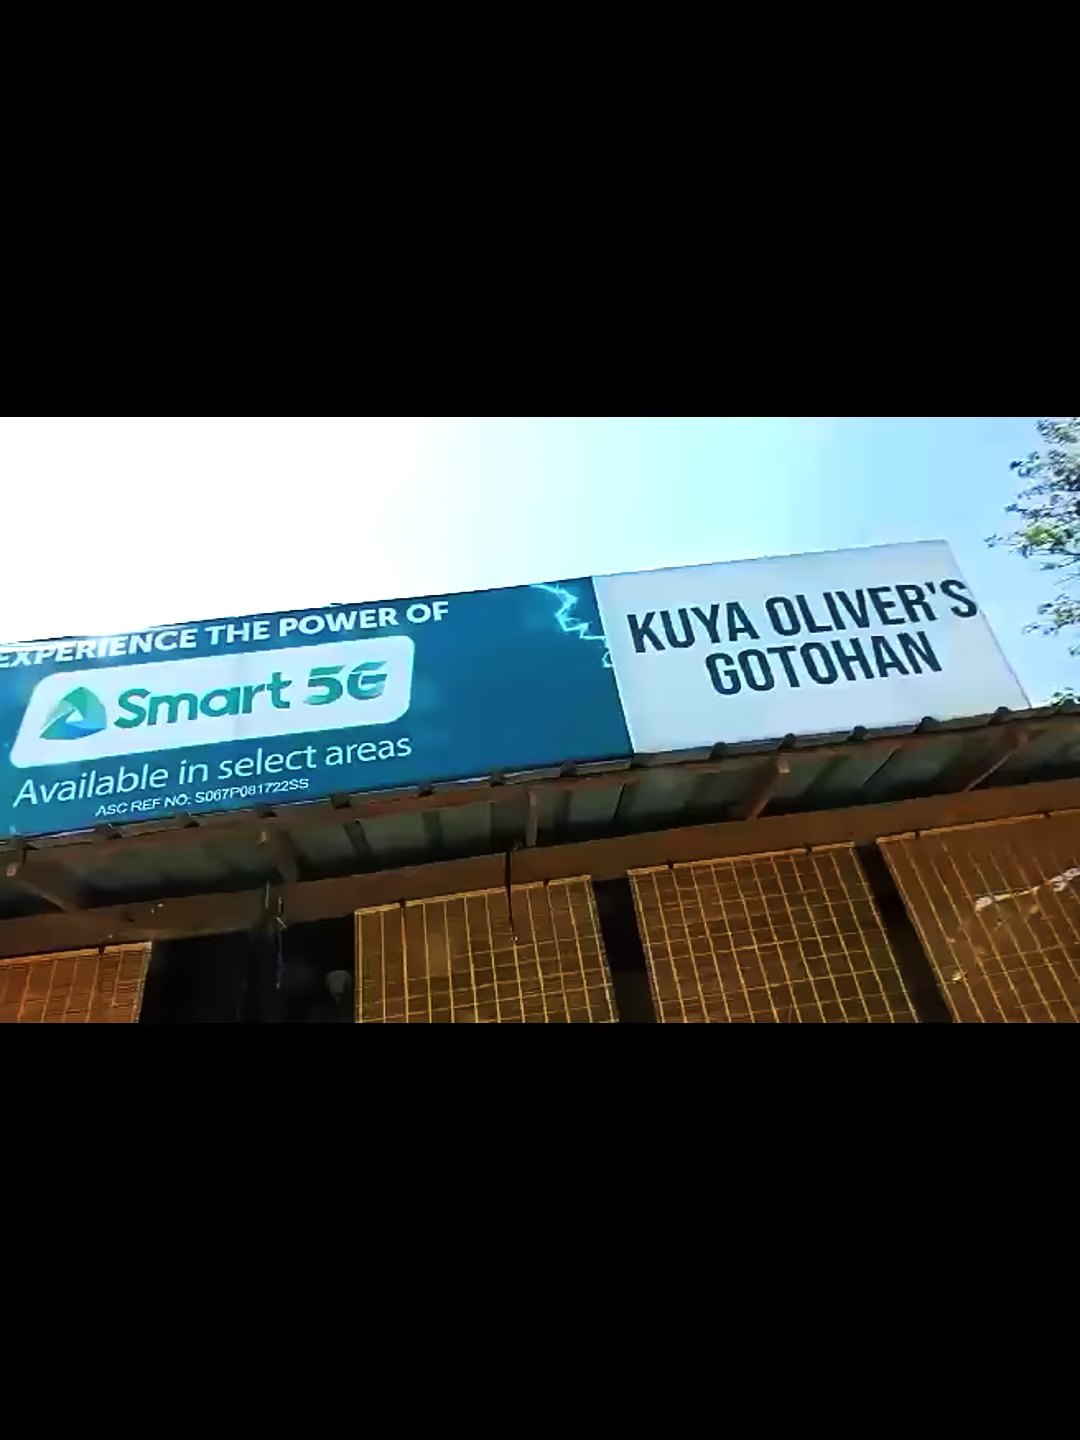 EXPERIENCE THE POWER OF
Smart 5G
Available in select areas
ASC REF NO: S067P081722SS
KUYA OLIVER'S
GOTOHAN